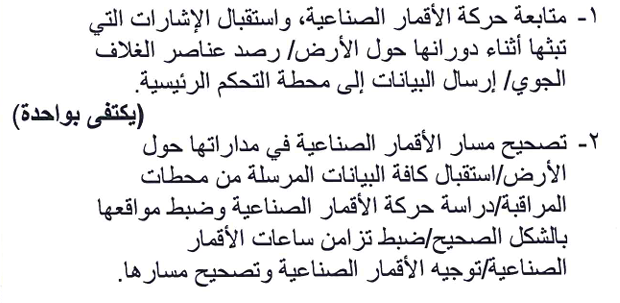 ١- متابعة حركة الأقمار الصناعية، واستقبال الإشارات التي
تبثها أثناء دورانها حول الأرض/ رصد عناصر الغلاف
الجوي/ إرسال البيانات إلى محطة التحكم الرئيسية.
(يكتفى بواحدة)
٢- تصحيح مسار الأقمار الصناعية في مداراتها حول
الأرض/استقبال كافة البيانات المرسلة من محطات
المراقبة/دراسة حركة الأقمار الصناعية وضبط مواقعها
بالشكل الصحيح/ضبط تزامن ساعات الأقمار
الصناعية/توجيه الأقمار الصناعية وتصحيح مسارها.